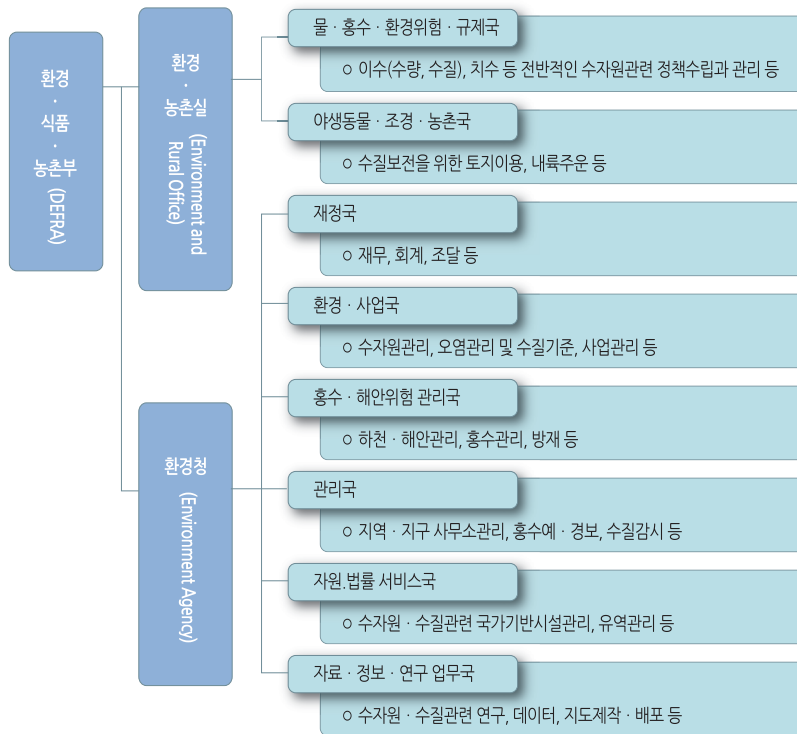 환경
·
식품
·
농촌부
(DEFRA)
환경
·
농촌실
(Environment and
Rural Office)
물 · 홍수 · 환경위험 · 규제국
ㅇ 이수(수량, 수질), 치수 등 전반적인 수자원관련 정책수립과 관리 등
야생동물 · 조경 · 농촌국
ㅇ 수질보전을 위한 토지이용, 내륙주운 등
환경청
(Environment Agency)
재정국
ㅇ 재무, 회계, 조달 등
환경 · 사업국
ㅇ 수자원관리, 오염관리 및 수질기준, 사업관리 등
홍수 · 해안위험 관리국
ㅇ 하천 · 해안관리, 홍수관리, 방재 등
관리국
ㅇ 지역 · 지구 사무소관리, 홍수예 · 경보, 수질감시 등
자원.법률 서비스국
ㅇ 수자원 · 수질관련 국가기반시설관리, 유역관리 등
자료 · 정보 · 연구 업무국
ㅇ 수자원 · 수질관련 연구, 데이터, 지도제작 · 배포 등